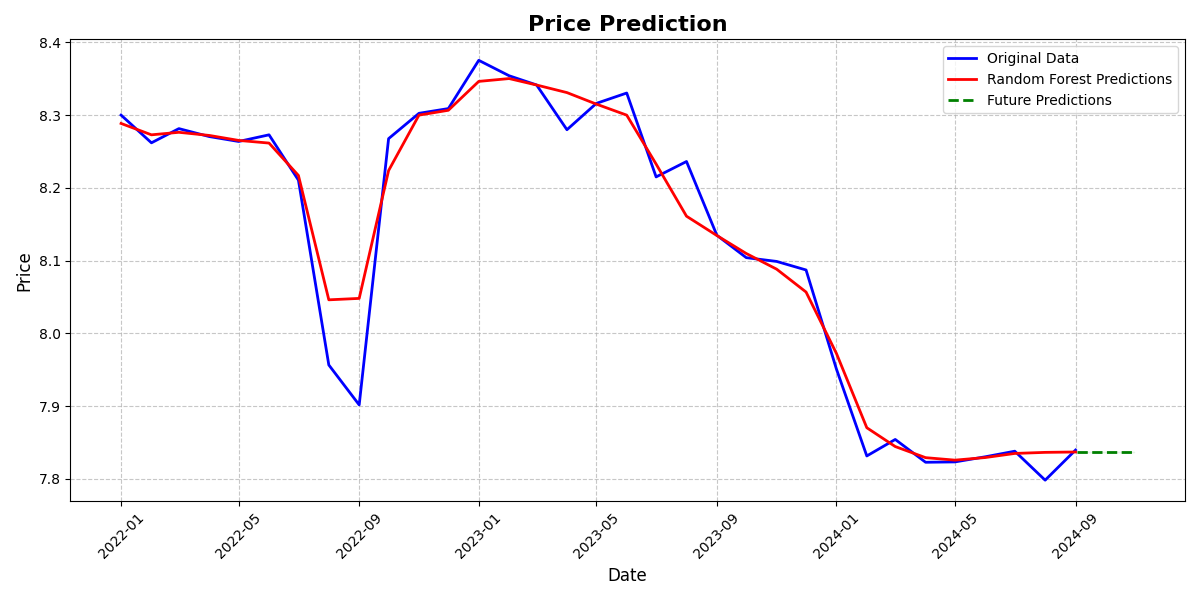 Price Prediction
Original Data
Random Forest Predictions
Future Predictions
Price
8.4
8.3
8.2
8.1
8.0
7.9
7.8
2022-01
2022-05
2022-09
2023-01
2023-05
2023-09
2024-01
2024-05
2024-09
Date